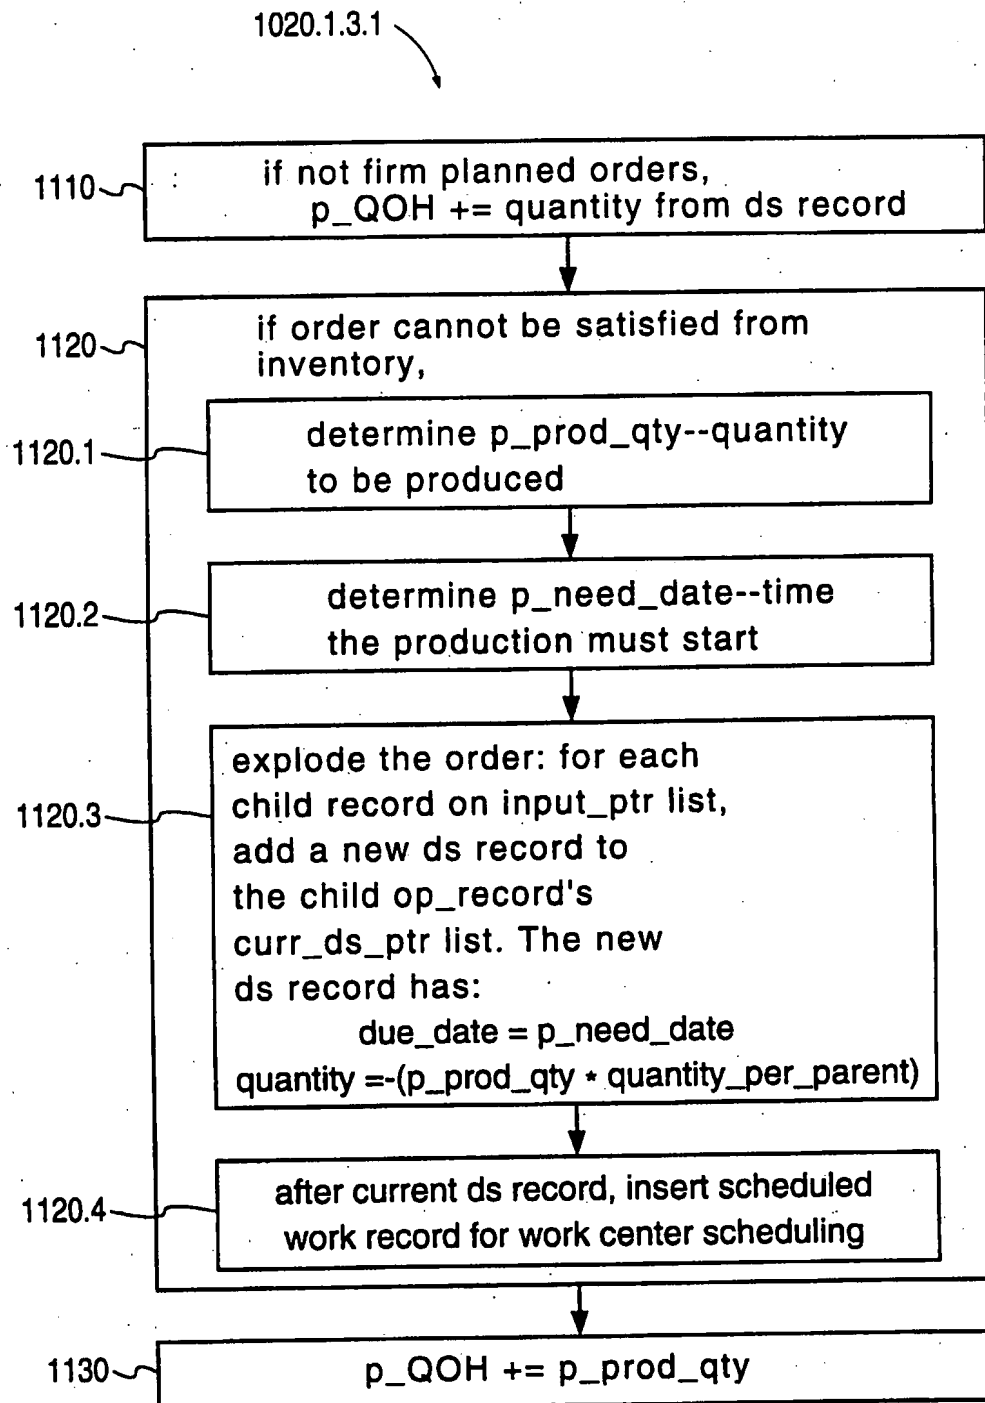 1020.1.3.1
1110
if not firm planned orders,
p_QOH += quantity from ds record
1120
if order cannot be satisfied from
inventory,
1120.1
determine p_prod_qty--quantity
to be produced
1120.2
determine p_need_date--time
the production must start
1120.3
explode the order: for each
child record on input_ptr list,
add a new ds record to
the child op_record's
curr_ds_ptr list. The new
ds record has:
due_date = p_need_date
quantity =-(p_prod_qty * quantity_per_parent)
1120.4
after current ds record, insert scheduled
work record for work center scheduling
1130
p_QOH += p_prod_qty